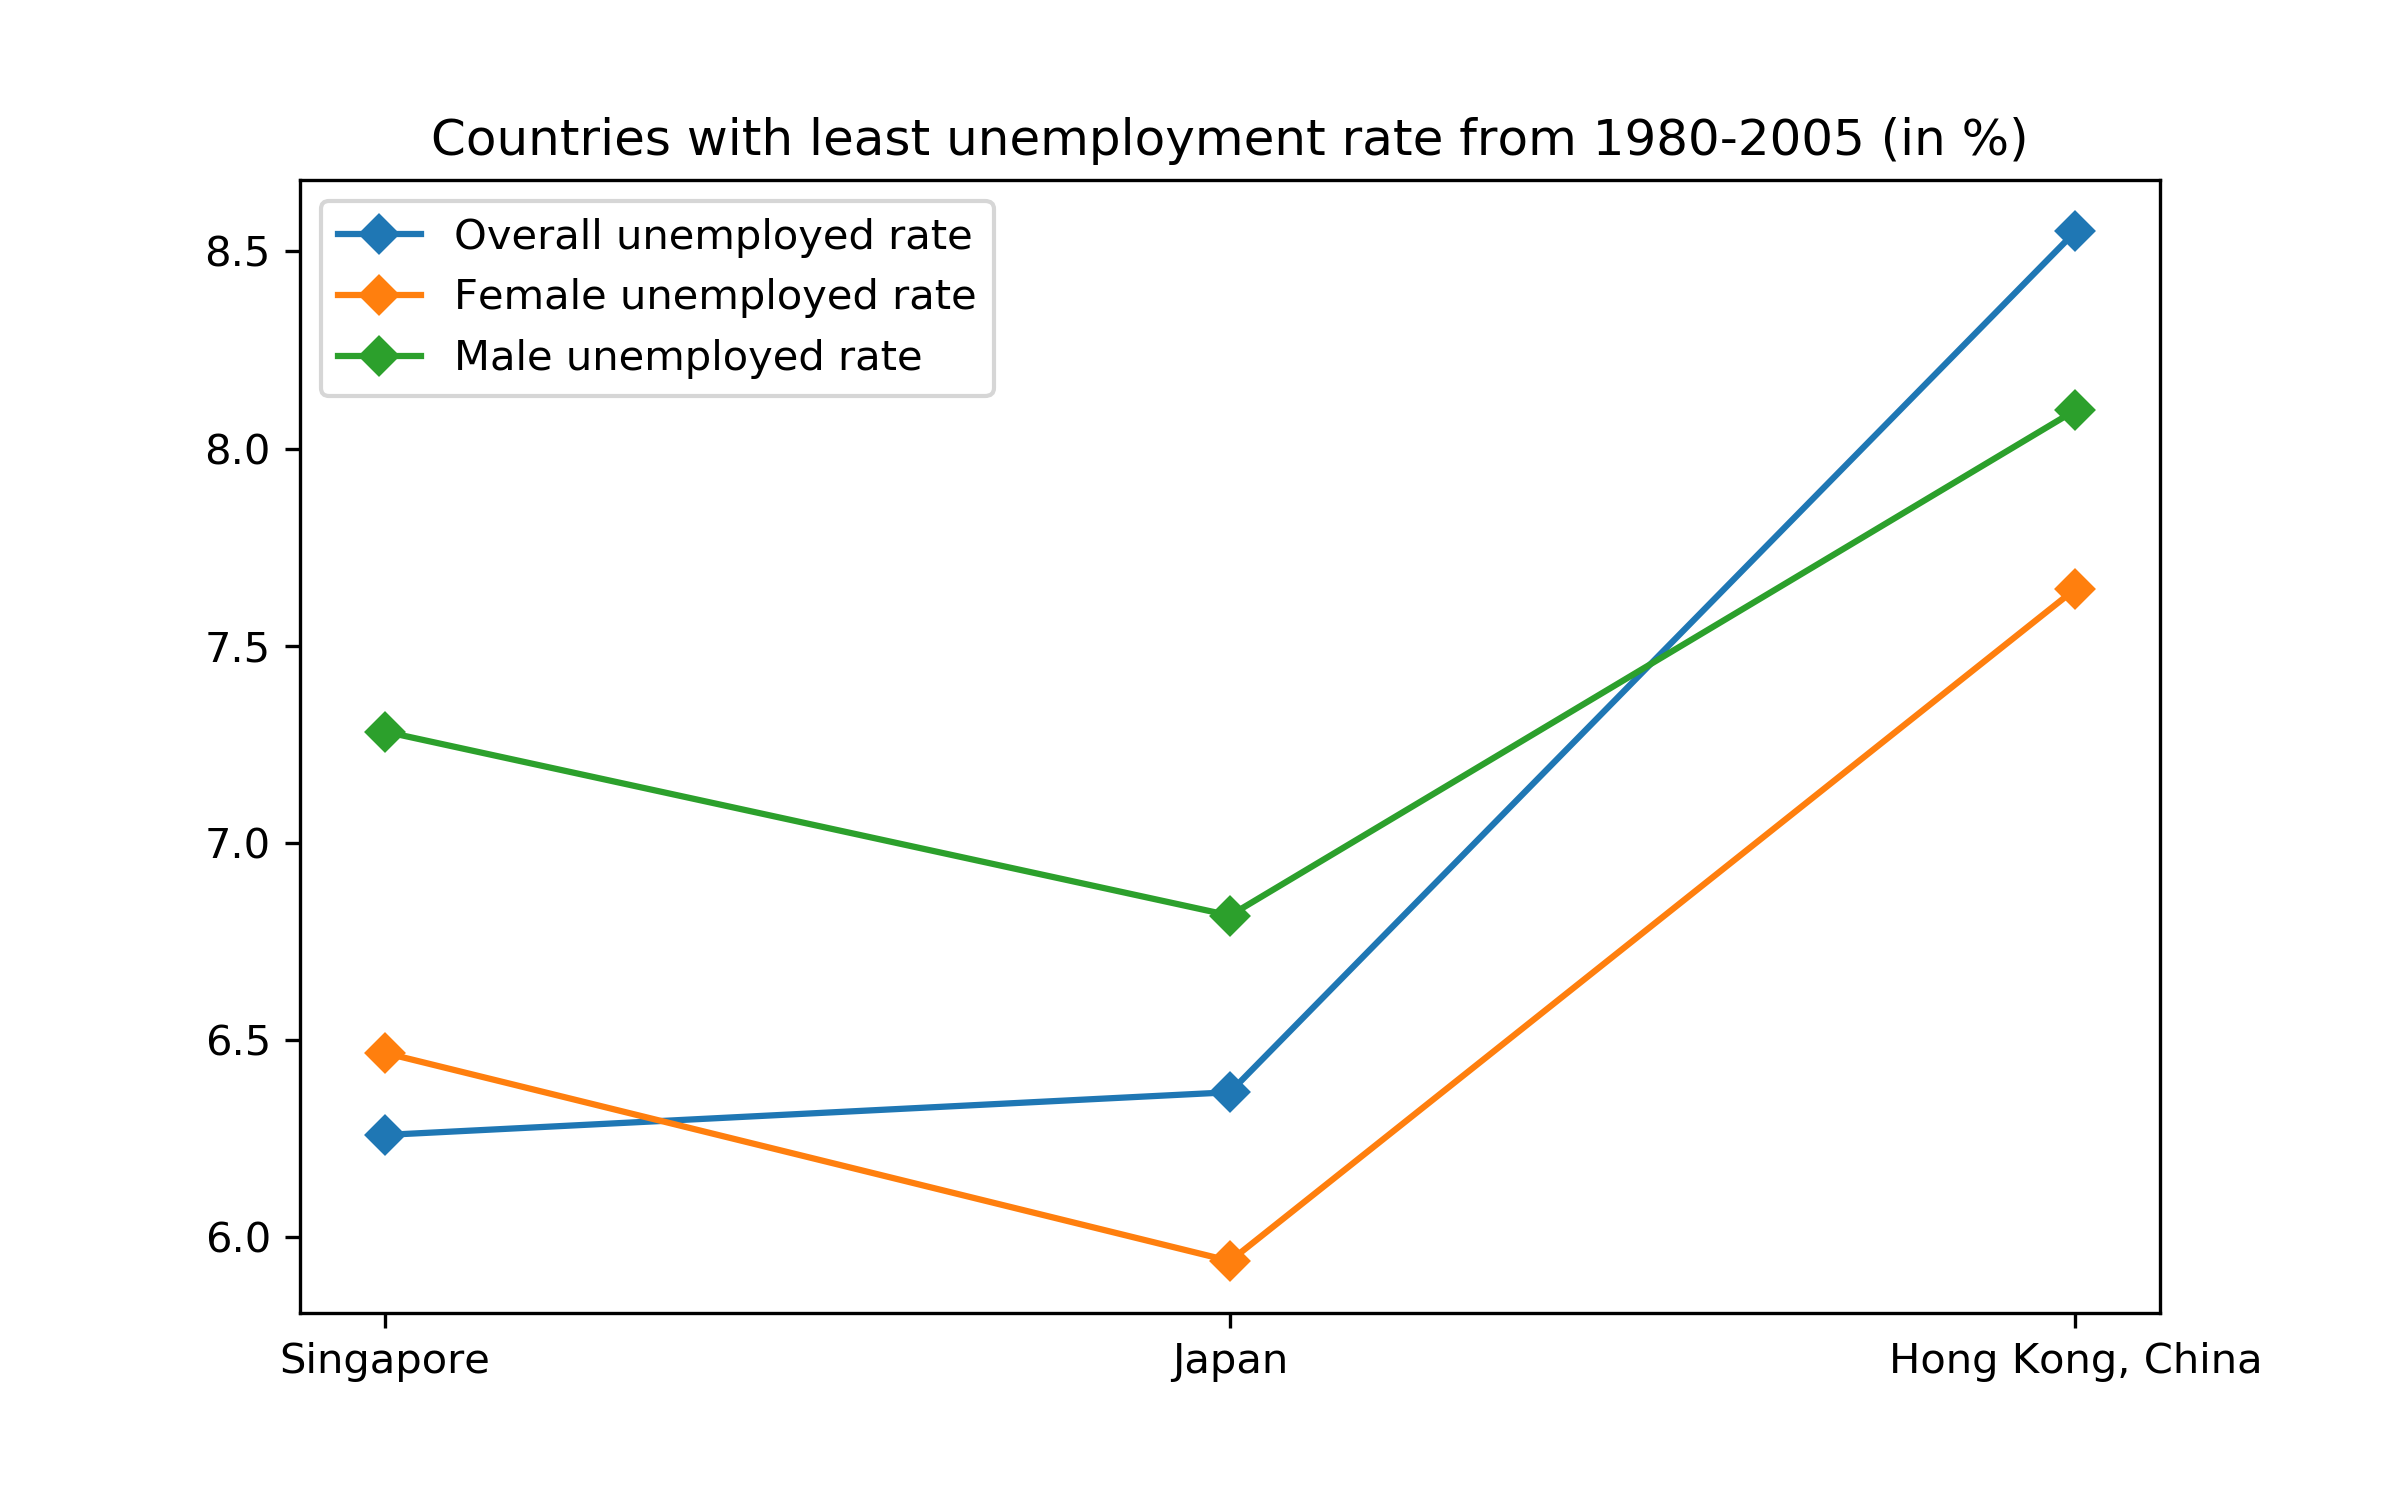 Countries with least unemployment rate from 1980-2005 (in %)
Overall unemployed rate
Female unemployed rate
Male unemployed rate
8.5
8.0
7.5
7.0
6.5
6.0
Singapore
Japan
Hong Kong, China